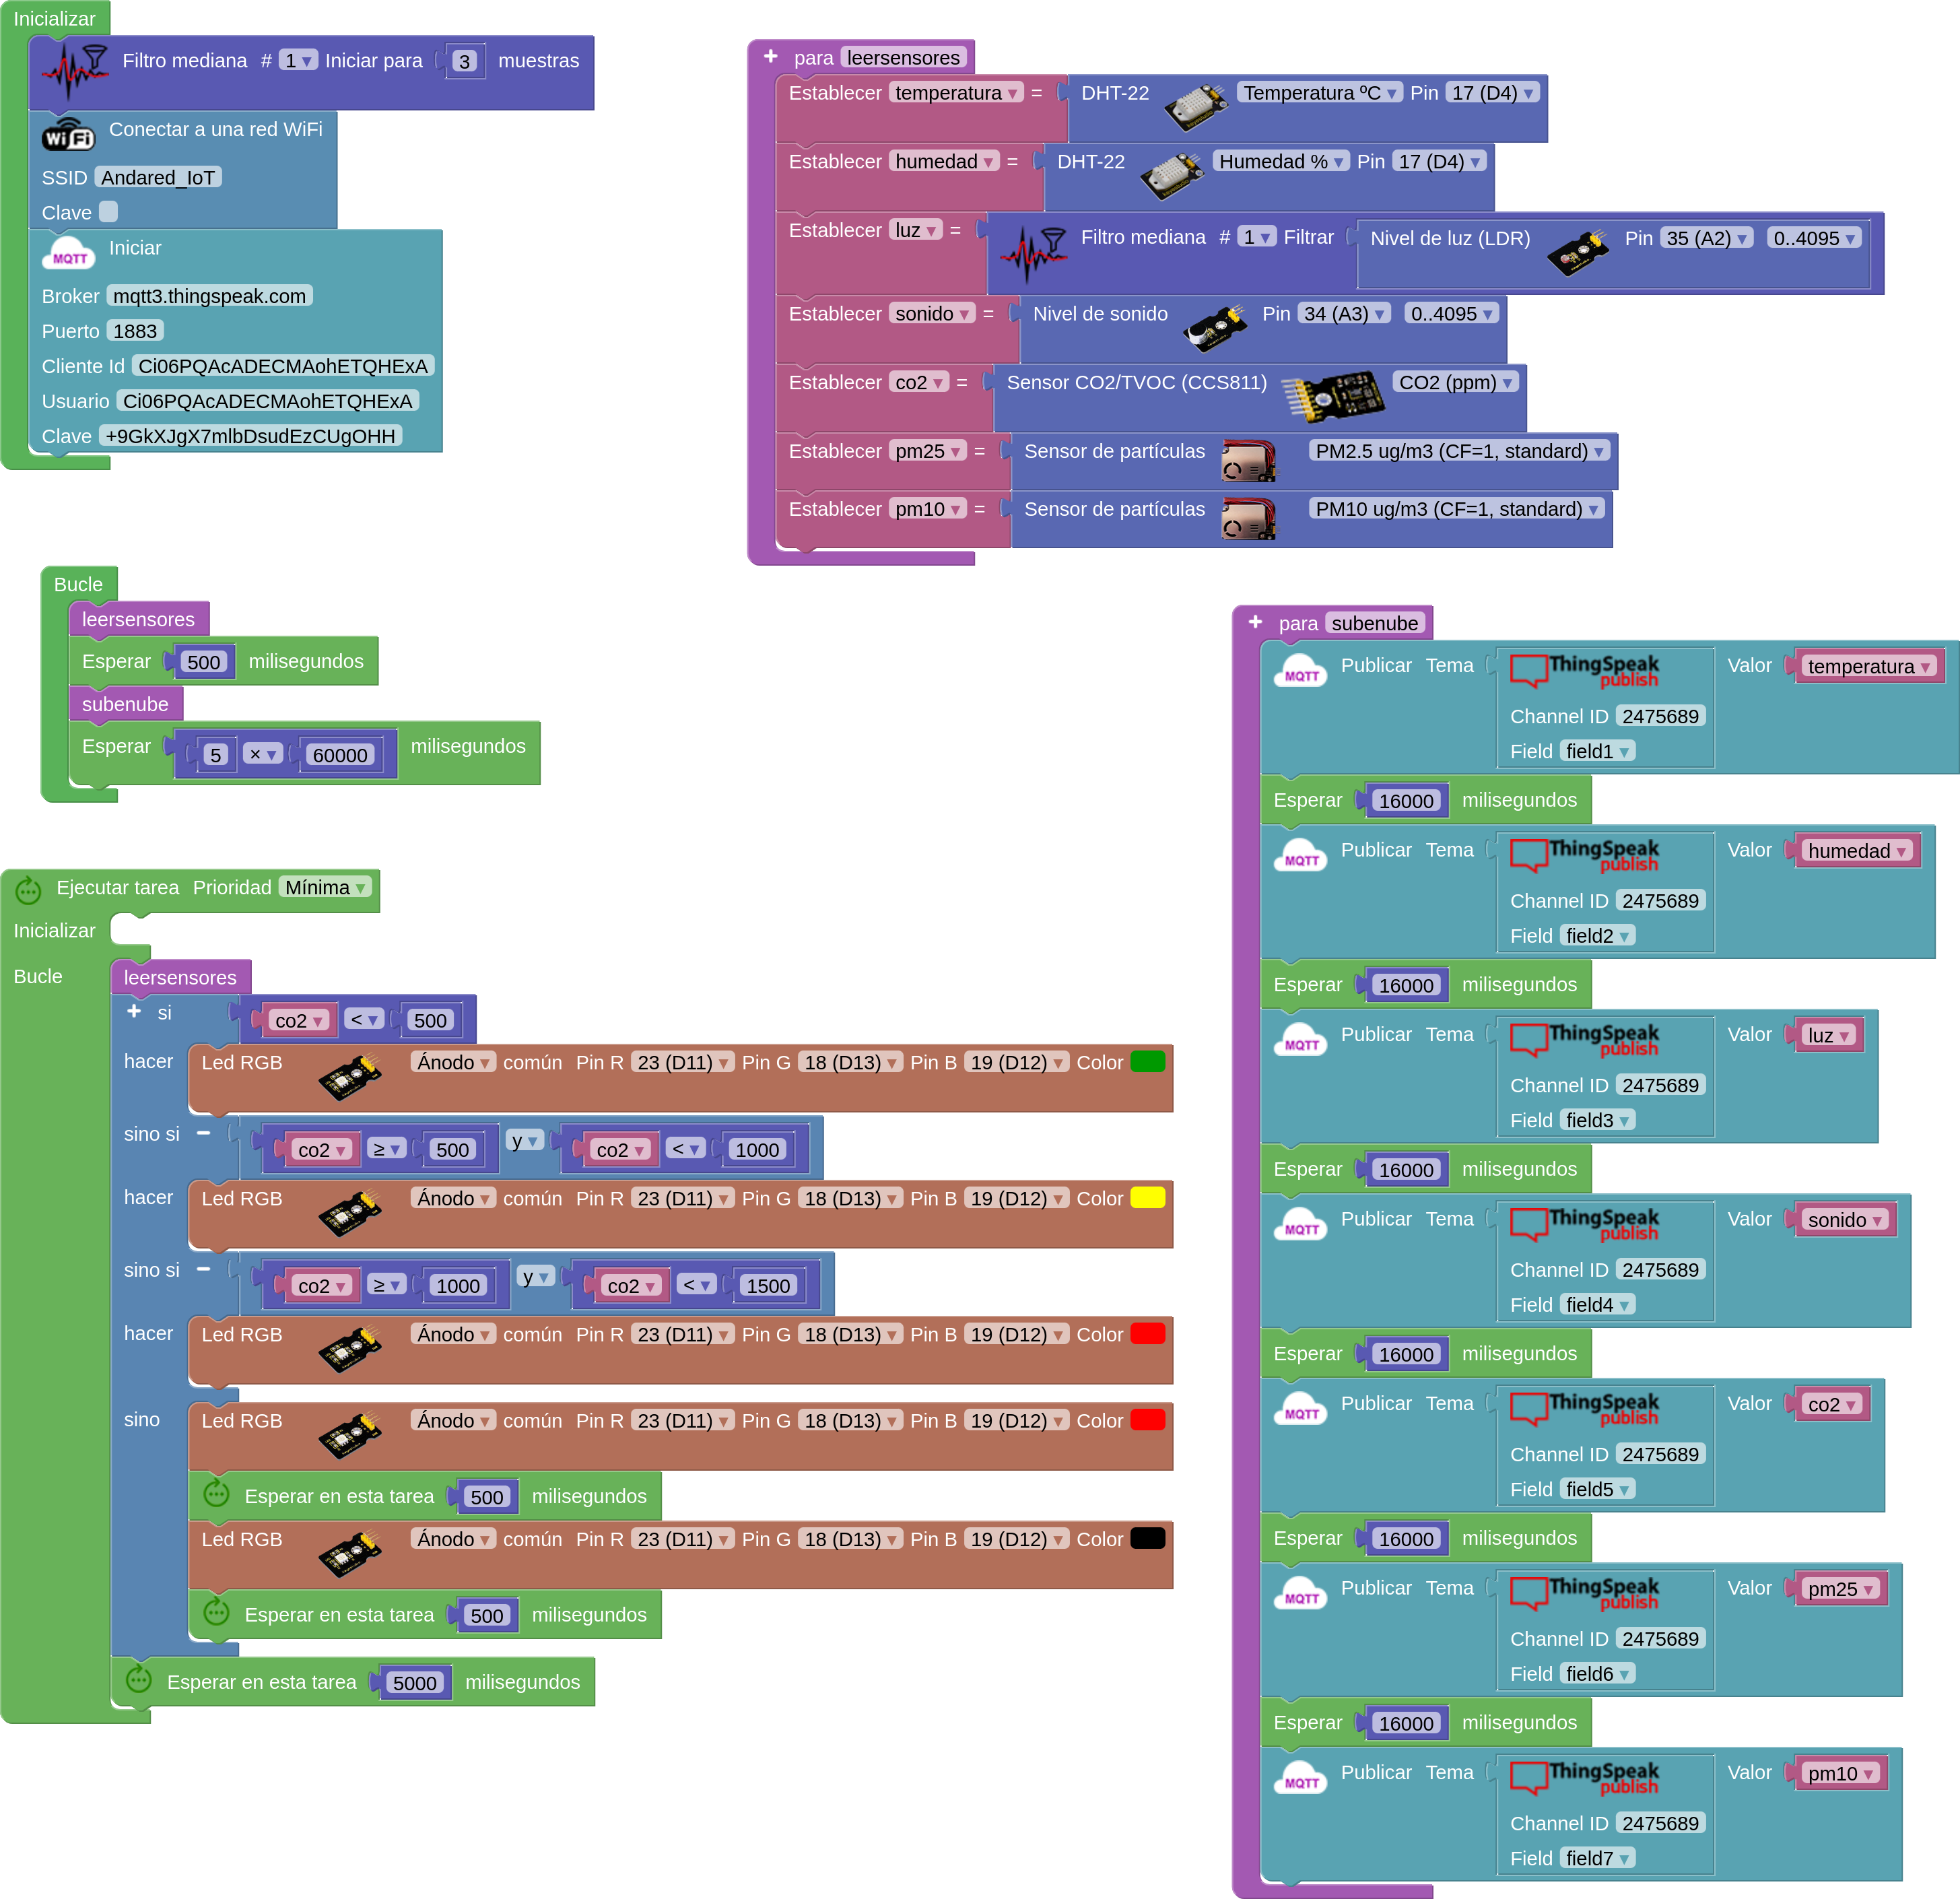 Inicializar
Filtro mediana # 1 ▾ Iniciar para 3 muestras
WiFi Conectar a una red WiFi
SSID Andared_IoT
Clave
MQTT Iniciar
Broker mqtt3.thingspeak.com
Puerto 1883
Cliente Id Ci06PQAcADECMAohETQHExA
Usuario Ci06PQAcADECMAohETQHExA
Clave +9GkXJgX7mlbDsudEzCUgOHH
+ para leersensores
Establecer temperatura ▾ = DHT-22 Temperatura ºC ▾ Pin 17 (D4) ▾
Establecer humedad ▾ = DHT-22 Humedad % ▾ Pin 17 (D4) ▾
Establecer luz ▾ = Filtro mediana # 1 ▾ Filtrar Nivel de luz (LDR) Pin 35 (A2) ▾ 0..4095 ▾
Establecer sonido ▾ = Nivel de sonido Pin 34 (A3) ▾ 0..4095 ▾
Establecer co2 ▾ = Sensor CO2/TVOC (CCS811) CO2 (ppm) ▾
Establecer pm25 ▾ = Sensor de partículas PM2.5 ug/m3 (CF=1, standard) ▾
Establecer pm10 ▾ = Sensor de partículas PM10 ug/m3 (CF=1, standard) ▾
Bucle
leersensores
Esperar 500 milisegundos
subenube
Esperar 5 × ▾ 60000 milisegundos
Ejecutar tarea Prioridad Mínima ▾
Inicializar
Bucle
leersensores
+ si co2 ▾ < ▾ 500
hacer Led RGB Ánodo ▾ común Pin R 23 (D11) ▾ Pin G 18 (D13) ▾ Pin B 19 (D12) ▾ Color
sino si − co2 ▾ ≥ ▾ 500 y ▾ co2 ▾ < ▾ 1000
hacer Led RGB Ánodo ▾ común Pin R 23 (D11) ▾ Pin G 18 (D13) ▾ Pin B 19 (D12) ▾ Color
sino si − co2 ▾ ≥ ▾ 1000 y ▾ co2 ▾ < ▾ 1500
hacer Led RGB Ánodo ▾ común Pin R 23 (D11) ▾ Pin G 18 (D13) ▾ Pin B 19 (D12) ▾ Color
sino Led RGB Ánodo ▾ común Pin R 23 (D11) ▾ Pin G 18 (D13) ▾ Pin B 19 (D12) ▾ Color
Esperar en esta tarea 500 milisegundos
Led RGB Ánodo ▾ común Pin R 23 (D11) ▾ Pin G 18 (D13) ▾ Pin B 19 (D12) ▾ Color
Esperar en esta tarea 500 milisegundos
Esperar en esta tarea 5000 milisegundos
+ para subenube
MQTT Publicar Tema ThingSpeak publish Valor temperatura ▾
Channel ID 2475689
Field field1 ▾
Esperar 16000 milisegundos
MQTT Publicar Tema ThingSpeak publish Valor humedad ▾
Channel ID 2475689
Field field2 ▾
Esperar 16000 milisegundos
MQTT Publicar Tema ThingSpeak publish Valor luz ▾
Channel ID 2475689
Field field3 ▾
Esperar 16000 milisegundos
MQTT Publicar Tema ThingSpeak publish Valor sonido ▾
Channel ID 2475689
Field field4 ▾
Esperar 16000 milisegundos
MQTT Publicar Tema ThingSpeak publish Valor co2 ▾
Channel ID 2475689
Field field5 ▾
Esperar 16000 milisegundos
MQTT Publicar Tema ThingSpeak publish Valor pm25 ▾
Channel ID 2475689
Field field6 ▾
Esperar 16000 milisegundos
MQTT Publicar Tema ThingSpeak publish Valor pm10 ▾
Channel ID 2475689
Field field7 ▾